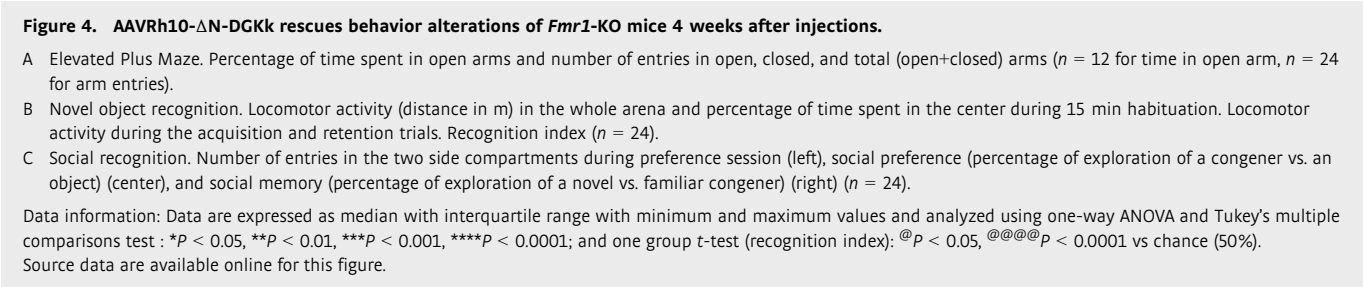 Figure 4. AAVRh10-ΔN-DGKk rescues behavior alterations of Fmr1-KO mice 4 weeks after injections.
A Elevated Plus Maze. Percentage of time spent in open arms and number of entries in open, closed, and total (open+closed) arms (n = 12 for time in open arm, n = 24
for arm entries).
B Novel object recognition. Locomotor activity (distance in m) in the whole arena and percentage of time spent in the center during 15 min habituation. Locomotor
activity during the acquisition and retention trials. Recognition index (n = 24).
C Social recognition. Number of entries in the two side compartments during preference session (left), social preference (percentage of exploration of a congener vs. an
object) (center), and social memory (percentage of exploration of a novel vs. familiar congener) (right) (n = 24).
Data information: Data are expressed as median with interquartile range with minimum and maximum values and analyzed using one-way ANOVA and Tukey's multiple
comparisons test : *P < 0.05, **P < 0.01, ***P < 0.001, ****P < 0.0001; and one group t-test (recognition index): @P < 0.05, @@@@P < 0.0001 vs chance (50%).
Source data are available online for this figure.